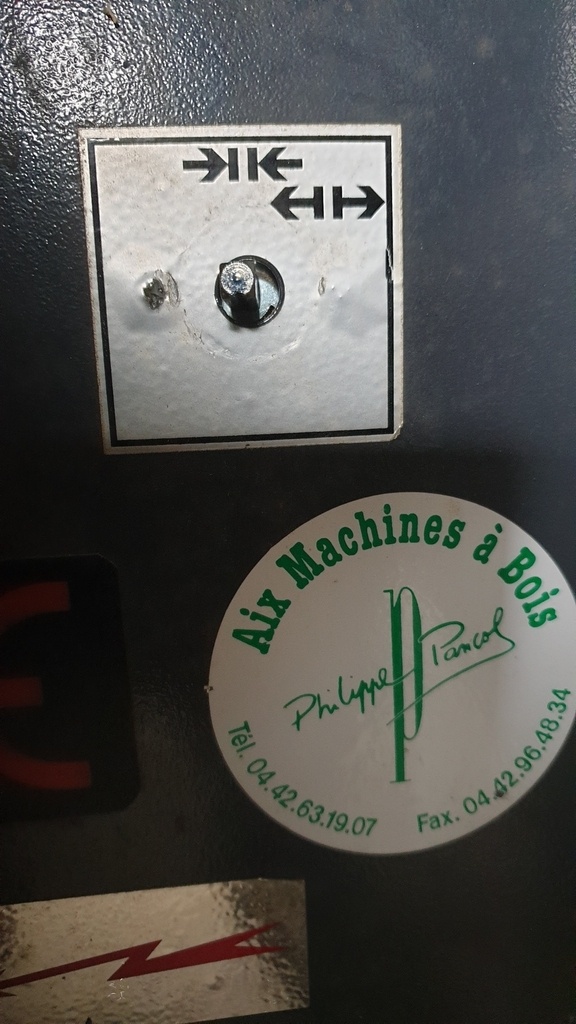 Aix Machines à Bois
Philippe Pancol
Tél. 04.42.63.19.07
Fax. 04.42.96.48.34